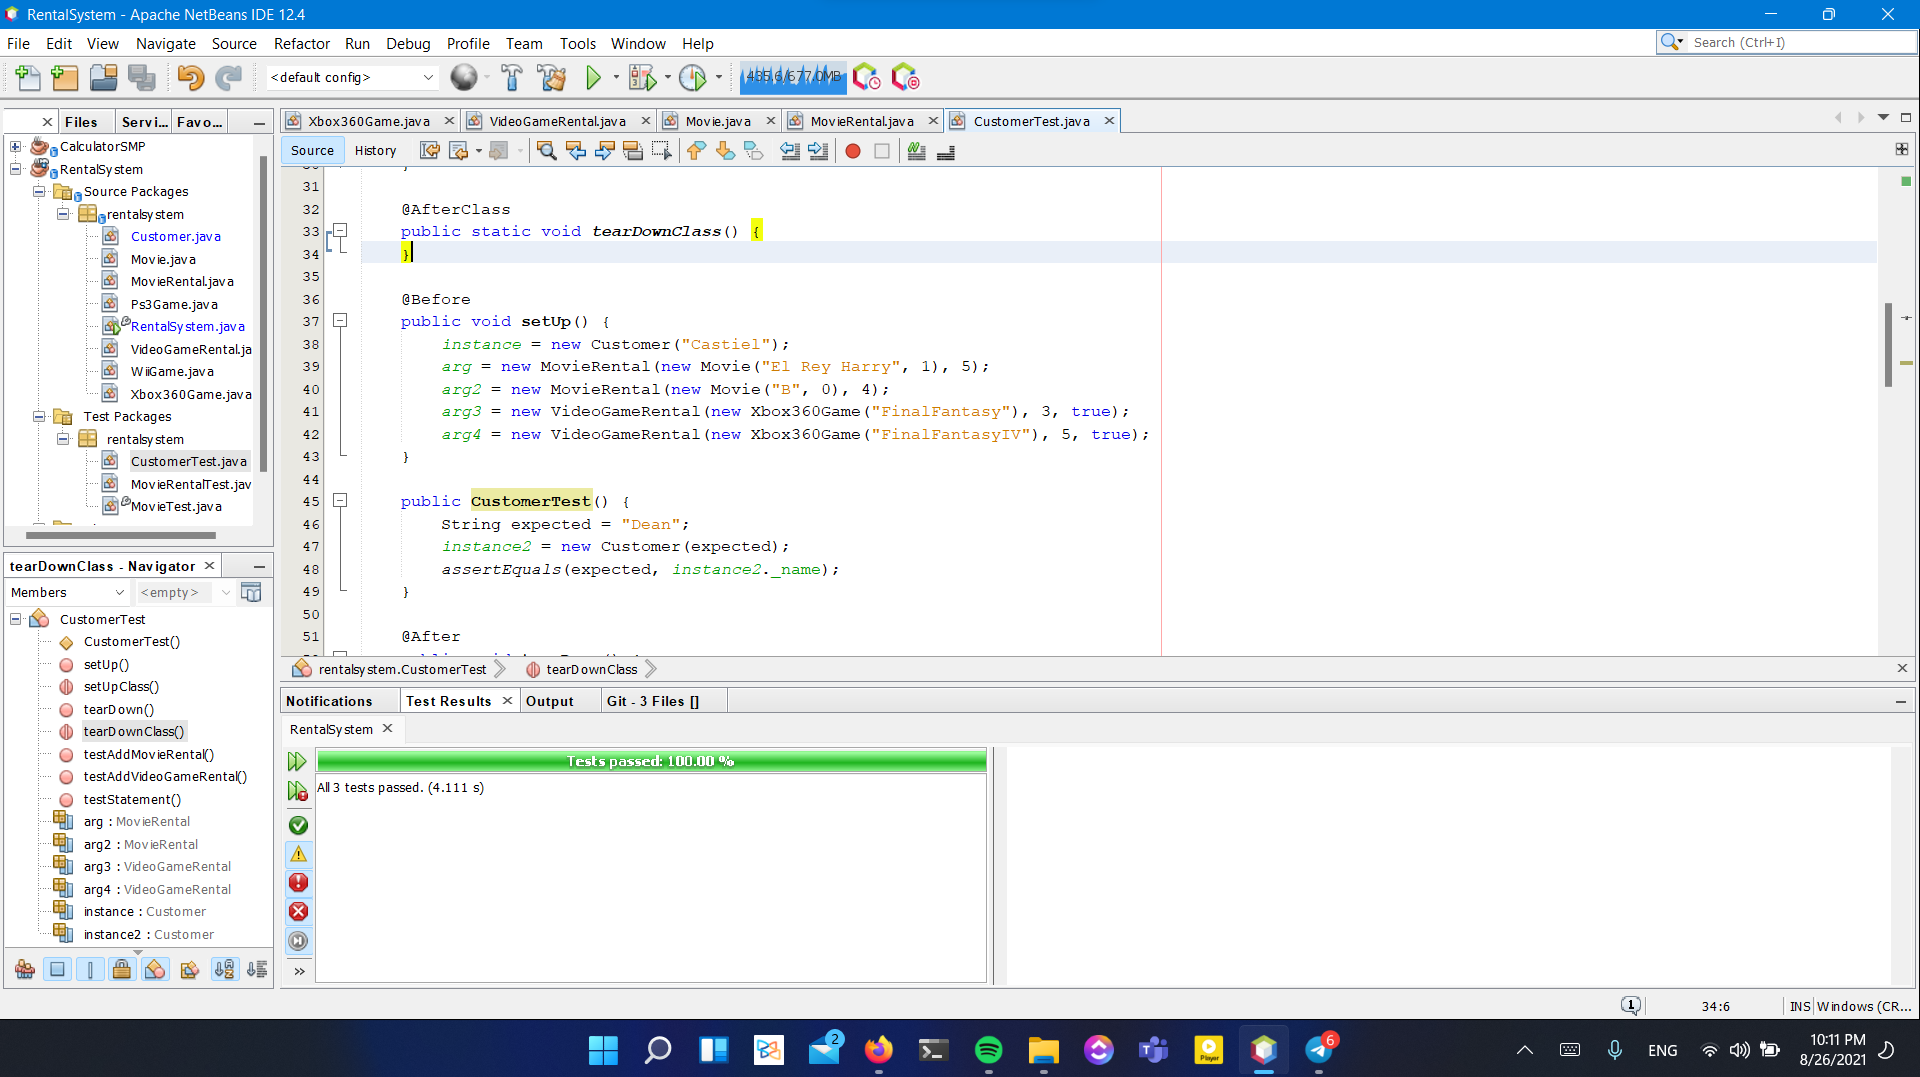 RentalSystem - Apache NetBeans IDE 12.4
File Edit View Navigate Source Refactor Run Debug Profile Team Tools Window Help
Search (Ctrl+I)
<default config>
495.6/677.0MB
Files Servi... Favo...
Xbox360Game.java VideoGameRental.java Movie.java MovieRental.java CustomerTest.java
Source History
CalculatorSMP
RentalSystem
Source Packages
rentalsystem
Customer.java
Movie.java
MovieRental.java
Ps3Game.java
RentalSystem.java
VideoGameRental.ja
WiiGame.java
Xbox360Game.java
Test Packages
rentalsystem
CustomerTest.java
MovieRentalTest.jav
MovieTest.java
31
32 @AfterClass
33 public static void tearDownClass() {
34 }
35
36 @Before
37 public void setUp() {
38 instance = new Customer("Castiel");
39 arg = new MovieRental(new Movie("El Rey Harry", 1), 5);
40 arg2 = new MovieRental(new Movie("B", 0), 4);
41 arg3 = new VideoGameRental(new Xbox360Game("FinalFantasy"), 3, true);
42 arg4 = new VideoGameRental(new Xbox360Game("FinalFantasyIV"), 5, true);
43 }
44
45 public CustomerTest() {
46 String expected = "Dean";
47 instance2 = new Customer(expected);
48 assertEquals(expected, instance2._name);
49 }
50
51 @After
rentalsystem.CustomerTest tearDownClass
tearDownClass - Navigator
Members <empty>
CustomerTest
CustomerTest()
setUp()
setUpClass()
tearDown()
tearDownClass()
testAddMovieRental()
testAddVideoGameRental()
testStatement()
arg : MovieRental
arg2 : MovieRental
arg3 : VideoGameRental
arg4 : VideoGameRental
instance : Customer
instance2 : Customer
Notifications Test Results Output Git - 3 Files []
RentalSystem
Tests passed: 100.00 %
All 3 tests passed. (4.111 s)
1 34:6 INS Windows (CR...
2
Player
6
ENG
10:11 PM
8/26/2021